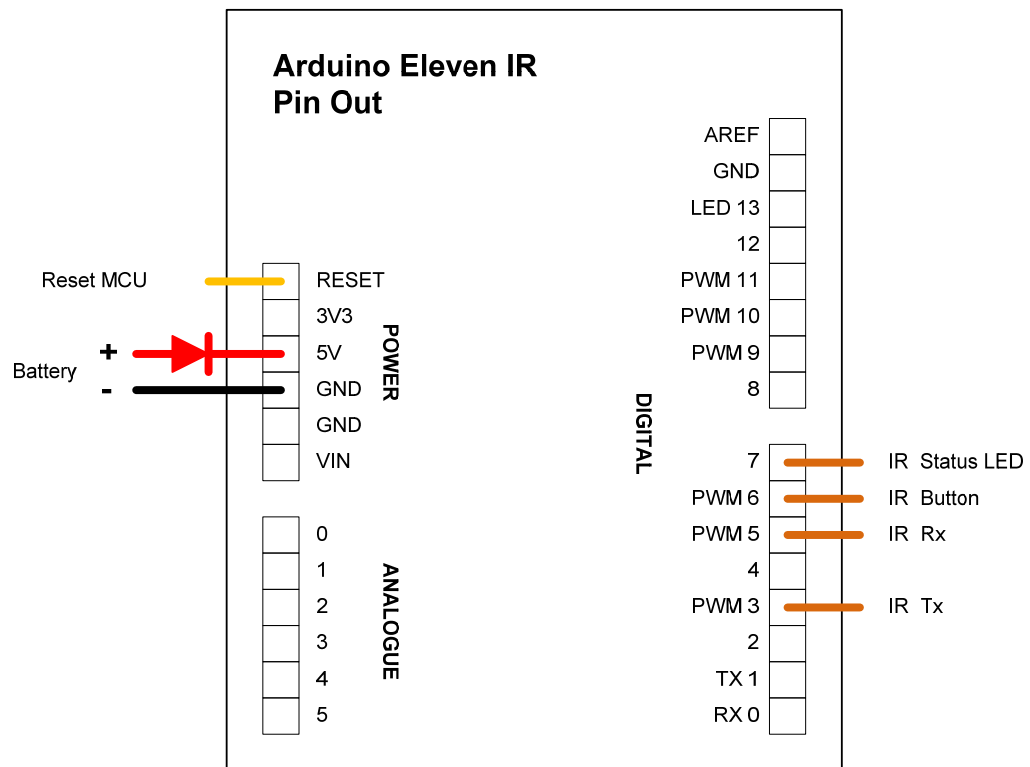 Arduino Eleven IR
Pin Out
AREF
GND
LED 13
12
PWM 11
PWM 10
PWM 9
8
Reset MCU
RESET
3V3
+
5V
Battery
-
GND
GND
VIN
POWER
DIGITAL
7 IR Status LED
PWM 6 IR Button
PWM 5 IR Rx
4
PWM 3 IR Tx
2
TX 1
RX 0
0
1
2
3
4
5
ANALOGUE